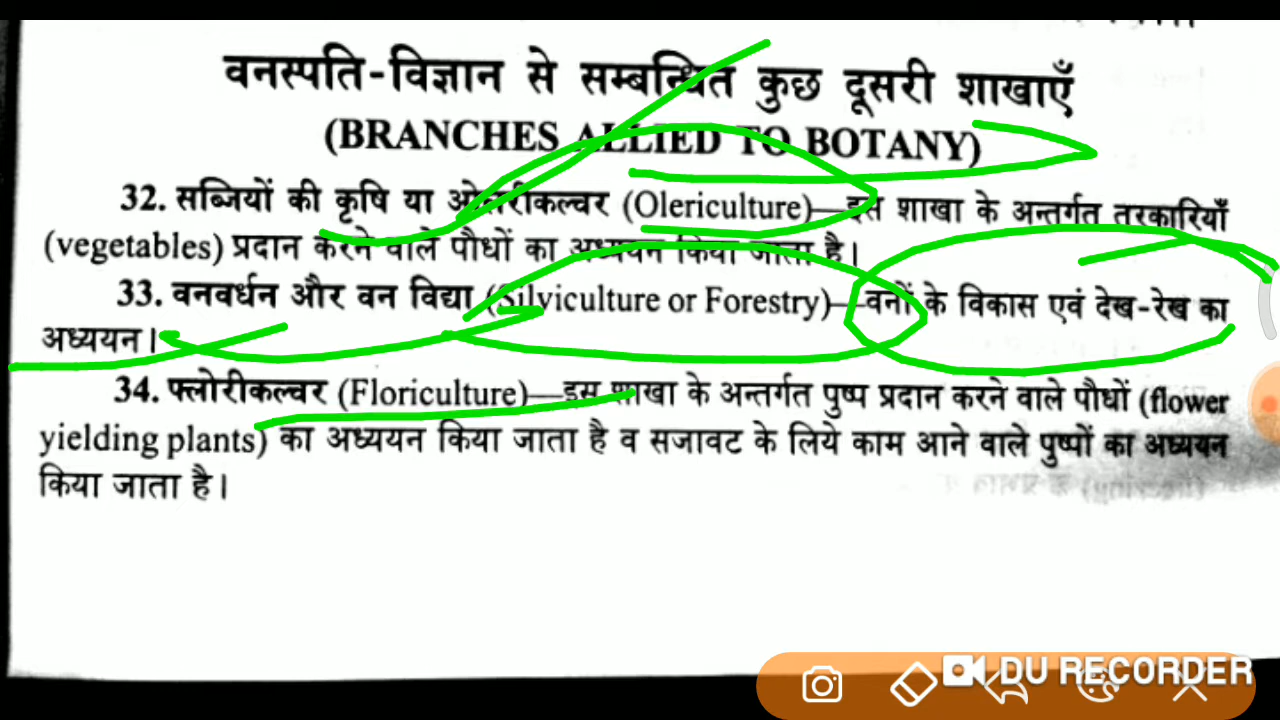 वनस्पति-विज्ञान से सम्बन्धित कुछ दूसरी शाखाएँ
(BRANCHES ALLIED TO BOTANY)
32. सब्जियों की कृषि या ओलरीकल्चर (Olericulture)—इस शाखा के अन्तर्गत तरकारियाँ
(vegetables) प्रदान करने वाले पौधों का अध्ययन किया जाता है।
33. वनवर्धन और वन विद्या (Silviculture or Forestry)—वनों के विकास एवं देख-रेख का
अध्ययन।
34. फ्लोरीकल्चर (Floriculture)—इस शाखा के अन्तर्गत पुष्प प्रदान करने वाले पौधों (flower
yielding plants) का अध्ययन किया जाता है व सजावट के लिये काम आने वाले पुष्पों का अध्ययन
किया जाता है।
DU RECORDER